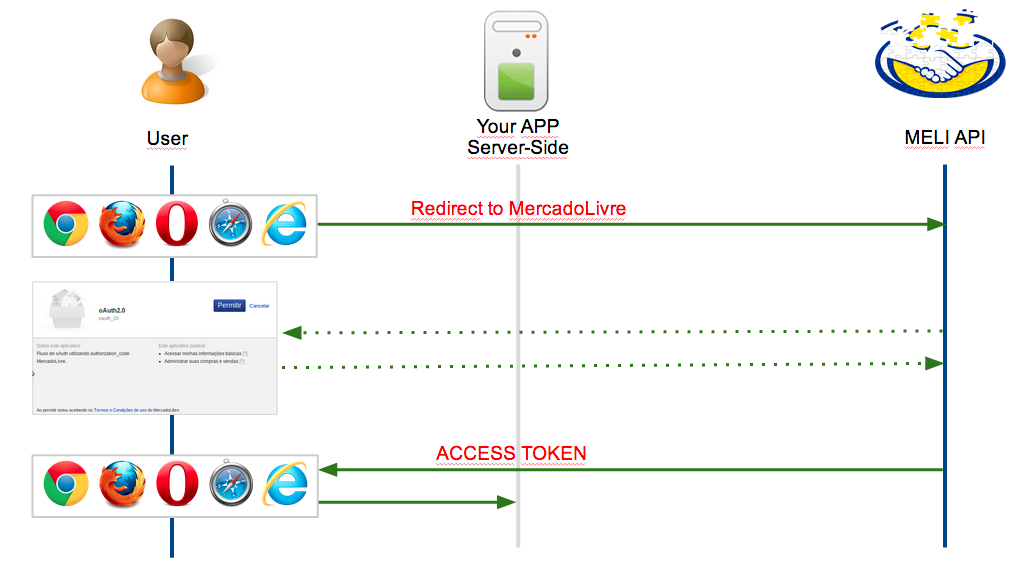 User
Your APP
Server-Side
MELI API
Redirect to MercadoLivre
oAuth2.0
oauth_20
Permitir Cancelar
Sobre este aplicativo
Fluxo de oAuth utilizando authorzation_code
MercadoLivre.
Este aplicativo poderá:
Acessar minhas informações básicas [?]
Administrar suas compras e vendas [?]
Ao permitir estou aceitando os Termos e Condições de uso do MercadoLibre.
ACCESS TOKEN